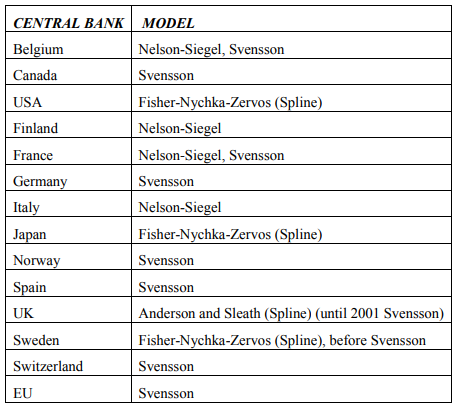 CENTRAL BANK MODEL
Belgium Nelson-Siegel, Svensson
Canada Svensson
USA Fisher-Nychka-Zervos (Spline)
Finland Nelson-Siegel
France Nelson-Siegel, Svensson
Germany Svensson
Italy Nelson-Siegel
Japan Fisher-Nychka-Zervos (Spline)
Norway Svensson
Spain Svensson
UK Anderson and Sleath (Spline) (until 2001 Svensson)
Sweden Fisher-Nychka-Zervos (Spline), before Svensson
Switzerland Svensson
EU Svensson